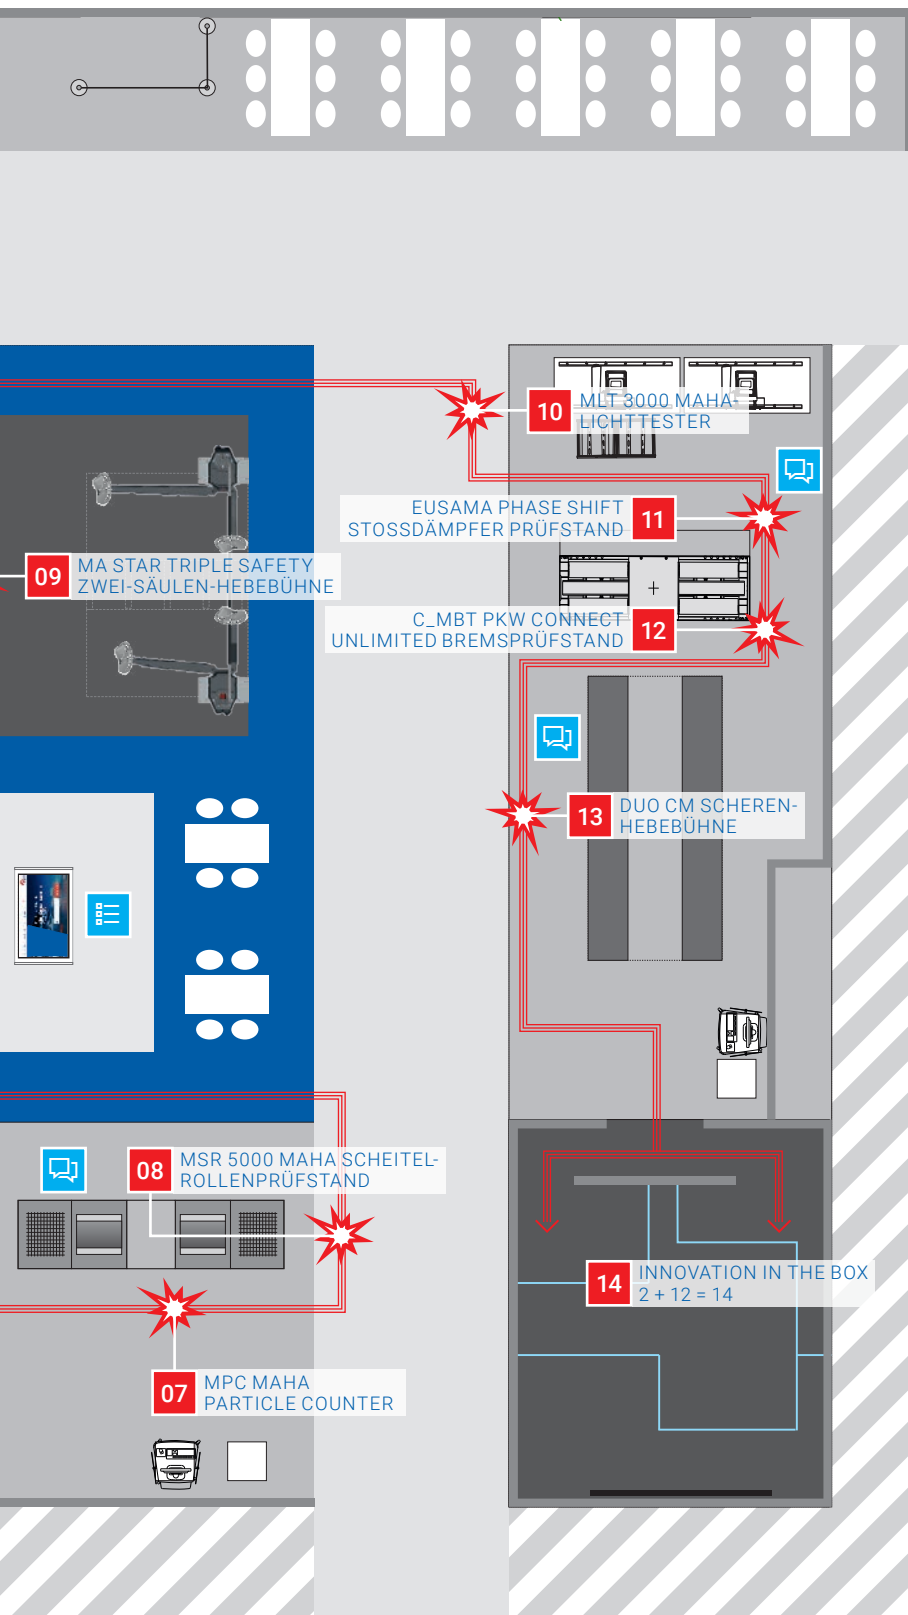 10
MLT 3000 MAHA-
LICHTTESTER
EUSAMA PHASE SHIFT
STOSSDÄMPFER PRÜFSTAND
11
09
MA STAR TRIPLE SAFETY
ZWEI-SÄULEN-HEBEBÜHNE
C_MBT PKW CONNECT
UNLIMITED BREMSPRÜFSTAND
12
13
DUO CM SCHEREN-
HEBEBÜHNE
08
MSR 5000 MAHA SCHEITEL-
ROLLENPRÜFSTAND
14
INNOVATION IN THE BOX
2 + 12 = 14
07
MPC MAHA
PARTICLE COUNTER